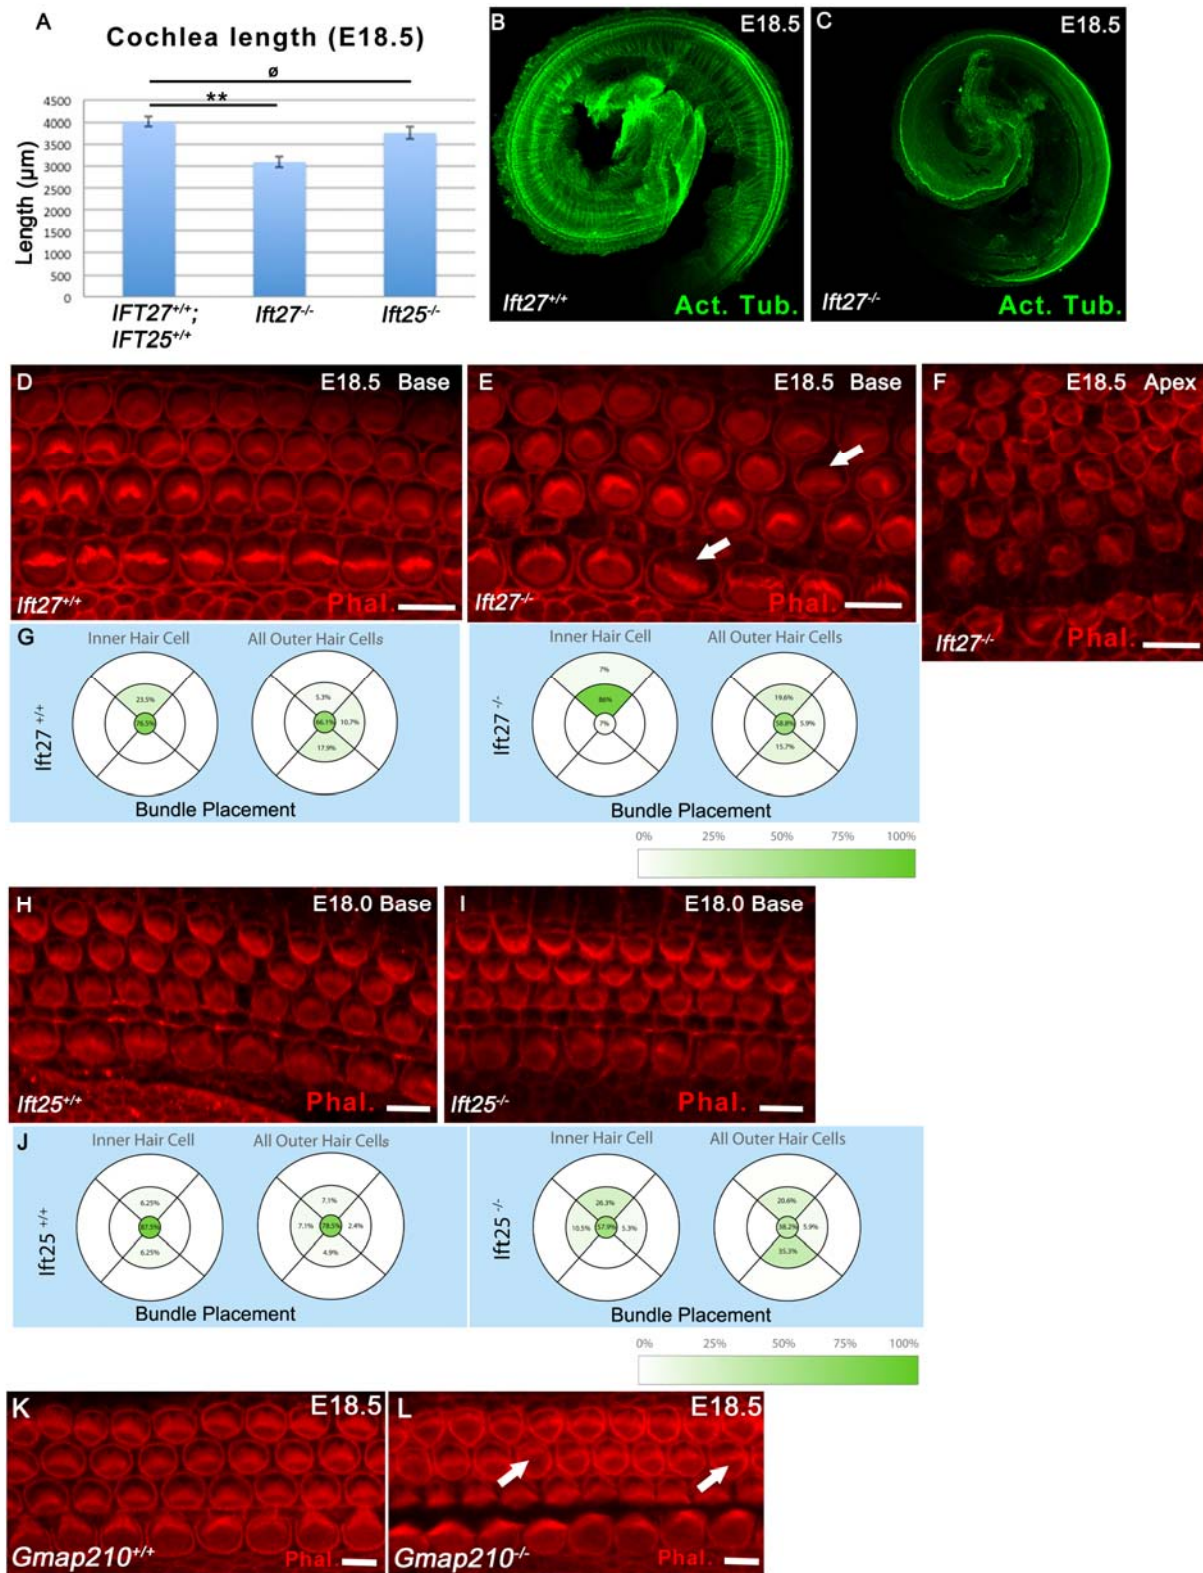 A
Cochlea length (E18.5)
ø
**
4500
4000
3500
3000
2500
2000
1500
1000
500
0
Length (µm)
IFT27+/+;
IFT25+/+
Ift27-/-
Ift25-/-
B
E18.5
Ift27+/+
Act. Tub.
C
E18.5
Ift27-/-
Act. Tub.
D
E18.5 Base
Ift27+/+
Phal.
E
E18.5 Base
Ift27-/-
Phal.
F
E18.5 Apex
Ift27-/-
Phal.
G
Inner Hair Cell
All Outer Hair Cells
Ift27 +/+
23.5%
76.5%
5.3%
66.1%
10.7%
17.9%
Bundle Placement
Inner Hair Cell
All Outer Hair Cells
Ift27 -/-
7%
86%
7%
19.6%
58.8%
5.9%
15.7%
Bundle Placement
0% 25% 50% 75% 100%
H
E18.0 Base
Ift25+/+
Phal.
I
E18.0 Base
Ift25-/-
Phal.
J
Inner Hair Cell
All Outer Hair Cells
Ift25 +/+
6.25%
87.5%
6.25%
7.1%
7.1%
78.5%
2.4%
4.9%
Bundle Placement
Inner Hair Cell
All Outer Hair Cells
Ift25 -/-
26.3%
10.5%
57.9%
5.3%
20.6%
38.2%
5.9%
35.3%
Bundle Placement
0% 25% 50% 75% 100%
K
E18.5
Gmap210+/+
Phal.
L
E18.5
Gmap210-/-
Phal.